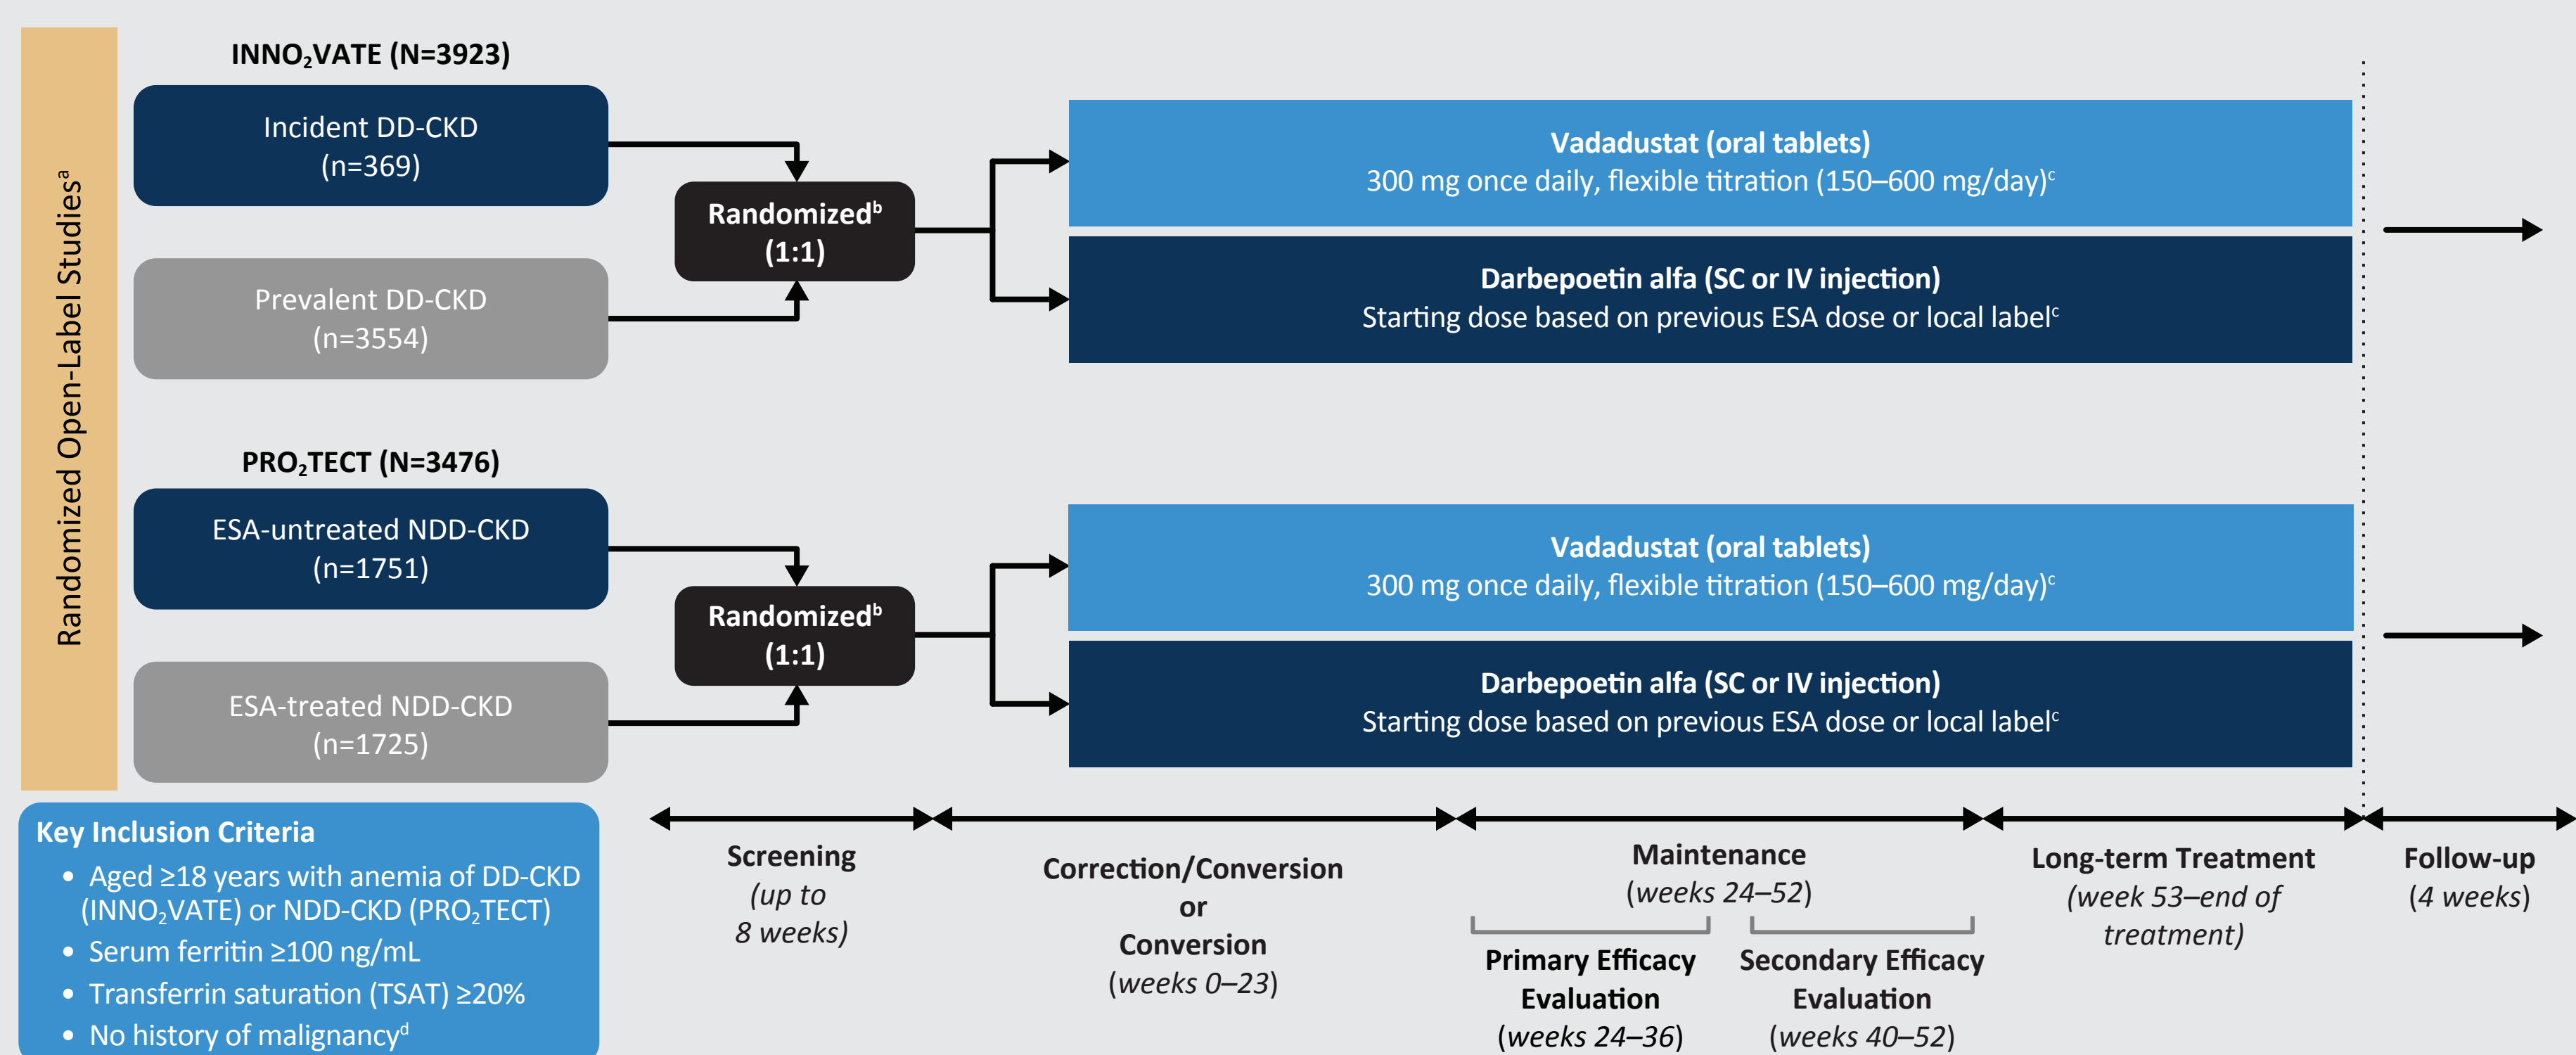 Randomized Open-Label Studiesᵃ
INNO₂VATE (N=3923)
Incident DD-CKD
(n=369)
Prevalent DD-CKD
(n=3554)
Randomizedᵇ
(1:1)
Vadadustat (oral tablets)
300 mg once daily, flexible titration (150–600 mg/day)ᶜ
Darbepoetin alfa (SC or IV injection)
Starting dose based on previous ESA dose or local labelᶜ
PRO₂TECT (N=3476)
ESA-untreated NDD-CKD
(n=1751)
ESA-treated NDD-CKD
(n=1725)
Randomizedᵇ
(1:1)
Vadadustat (oral tablets)
300 mg once daily, flexible titration (150–600 mg/day)ᶜ
Darbepoetin alfa (SC or IV injection)
Starting dose based on previous ESA dose or local labelᶜ
Key Inclusion Criteria
• Aged ≥18 years with anemia of DD-CKD
(INNO₂VATE) or NDD-CKD (PRO₂TECT)
• Serum ferritin ≥100 ng/mL
• Transferrin saturation (TSAT) ≥20%
• No history of malignancyᵈ
Screening
(up to
8 weeks)
Correction/Conversion
or
Conversion
(weeks 0–23)
Maintenance
(weeks 24–52)
Primary Efficacy
Evaluation
(weeks 24–36)
Secondary Efficacy
Evaluation
(weeks 40–52)
Long-term Treatment
(week 53–end of
treatment)
Follow-up
(4 weeks)